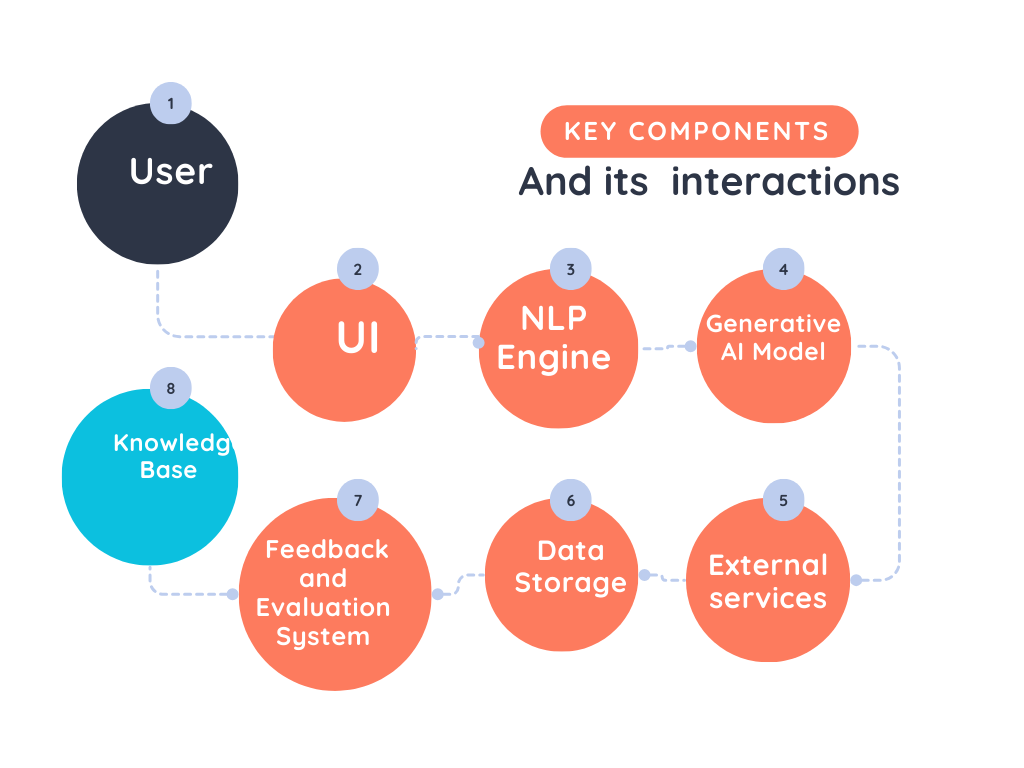 KEY COMPONENTS
And its interactions
1
User
2
UI
3
NLP
Engine
4
Generative
AI Model
5
External
services
6
Data
Storage
7
Feedback
and
Evaluation
System
8
Knowledg
Base